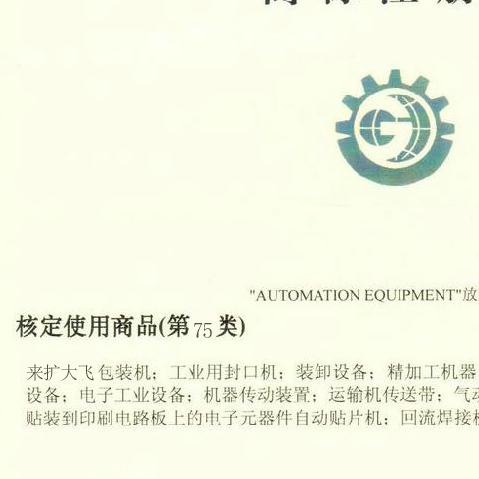 "AUTOMATION EQUIPMENT"放
核定使用商品(第75类)
来扩大飞包装机；工业用封口机；装卸设备；精加工机器
设备；电子工业设备；机器传动装置；运输机传送带；气动
贴装到印刷电路板上的电子元器件自动贴片机；回流焊接机